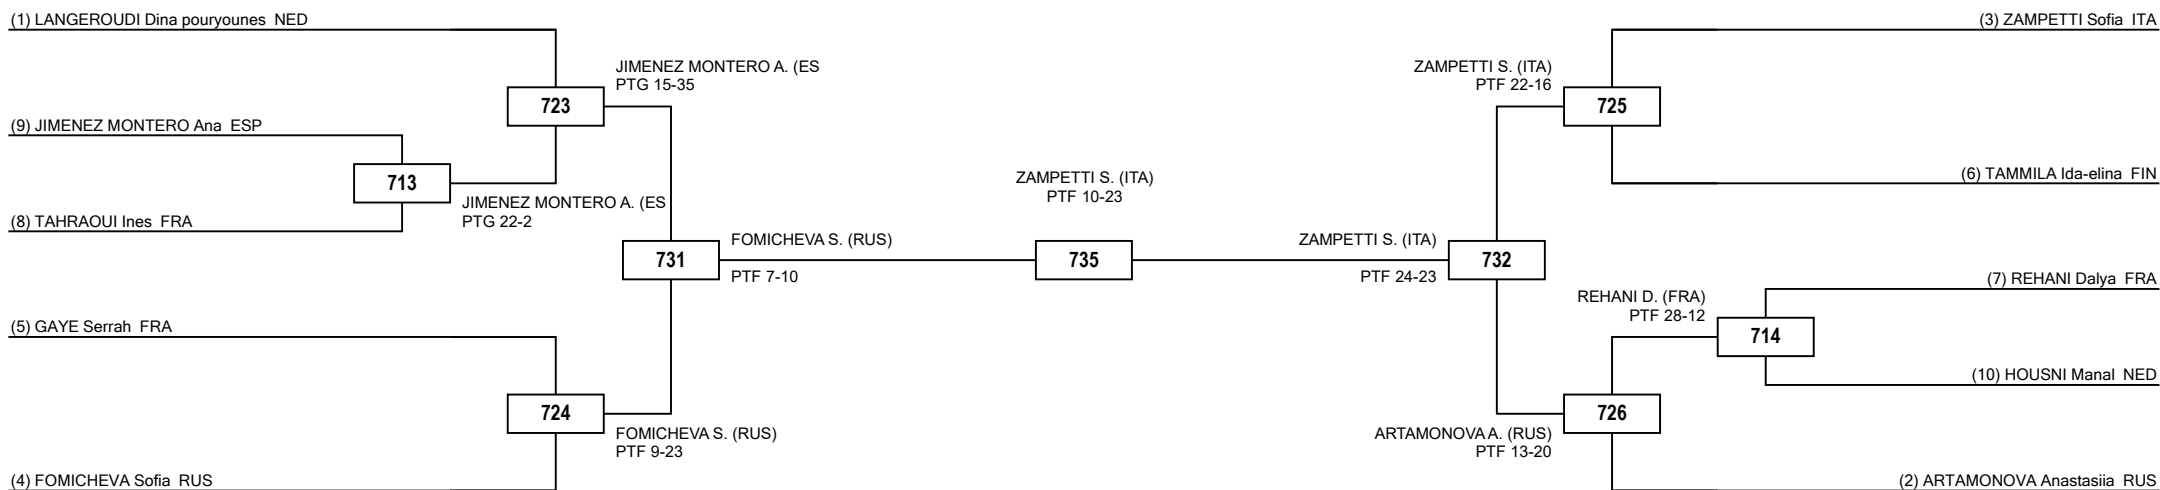 (1) LANGEROUDI Dina pouryounes NED
(3) ZAMPETTI Sofia ITA
JIMENEZ MONTERO A. (ES
PTG 15-35
ZAMPETTI S. (ITA)
PTF 22-16
723
725
(9) JIMENEZ MONTERO Ana ESP
713
ZAMPETTI S. (ITA)
PTF 10-23
(6) TAMMILA Ida-elina FIN
JIMENEZ MONTERO A. (ES
PTG 22-2
(8) TAHRAOUI Ines FRA
731
FOMICHEVA S. (RUS)
PTF 7-10
735
ZAMPETTI S. (ITA)
PTF 24-23
732
(7) REHANI Dalya FRA
REHANI D. (FRA)
PTF 28-12
(5) GAYE Serrah FRA
714
(10) HOUSNI Manal NED
724
726
FOMICHEVA S. (RUS)
PTF 9-23
ARTAMONOVA A. (RUS)
PTF 13-20
(4) FOMICHEVA Sofia RUS
(2) ARTAMONOVA Anastasiia RUS